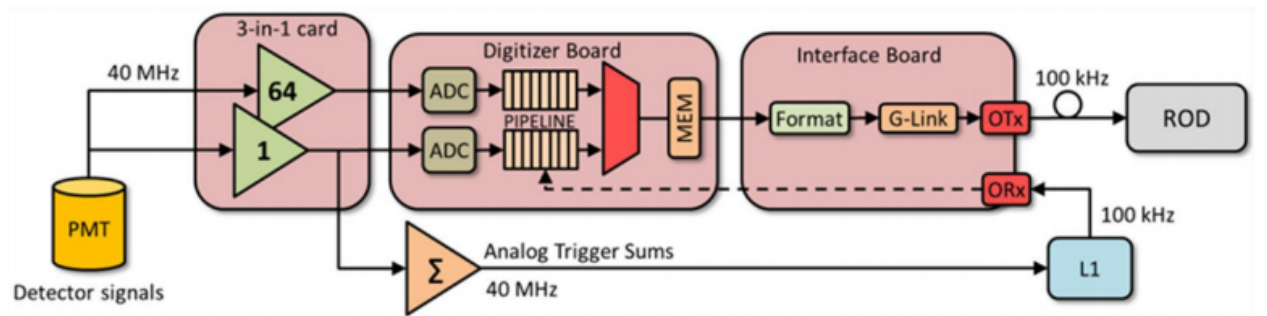 3-in-1 card
Digitizer Board
Interface Board
40 MHz
100 kHz
64
ADC
PIPELINE
MEM
Format
G-Link
OTx
ROD
1
ADC
ORx
100 kHz
PMT
Σ
Analog Trigger Sums
40 MHz
L1
Detector signals